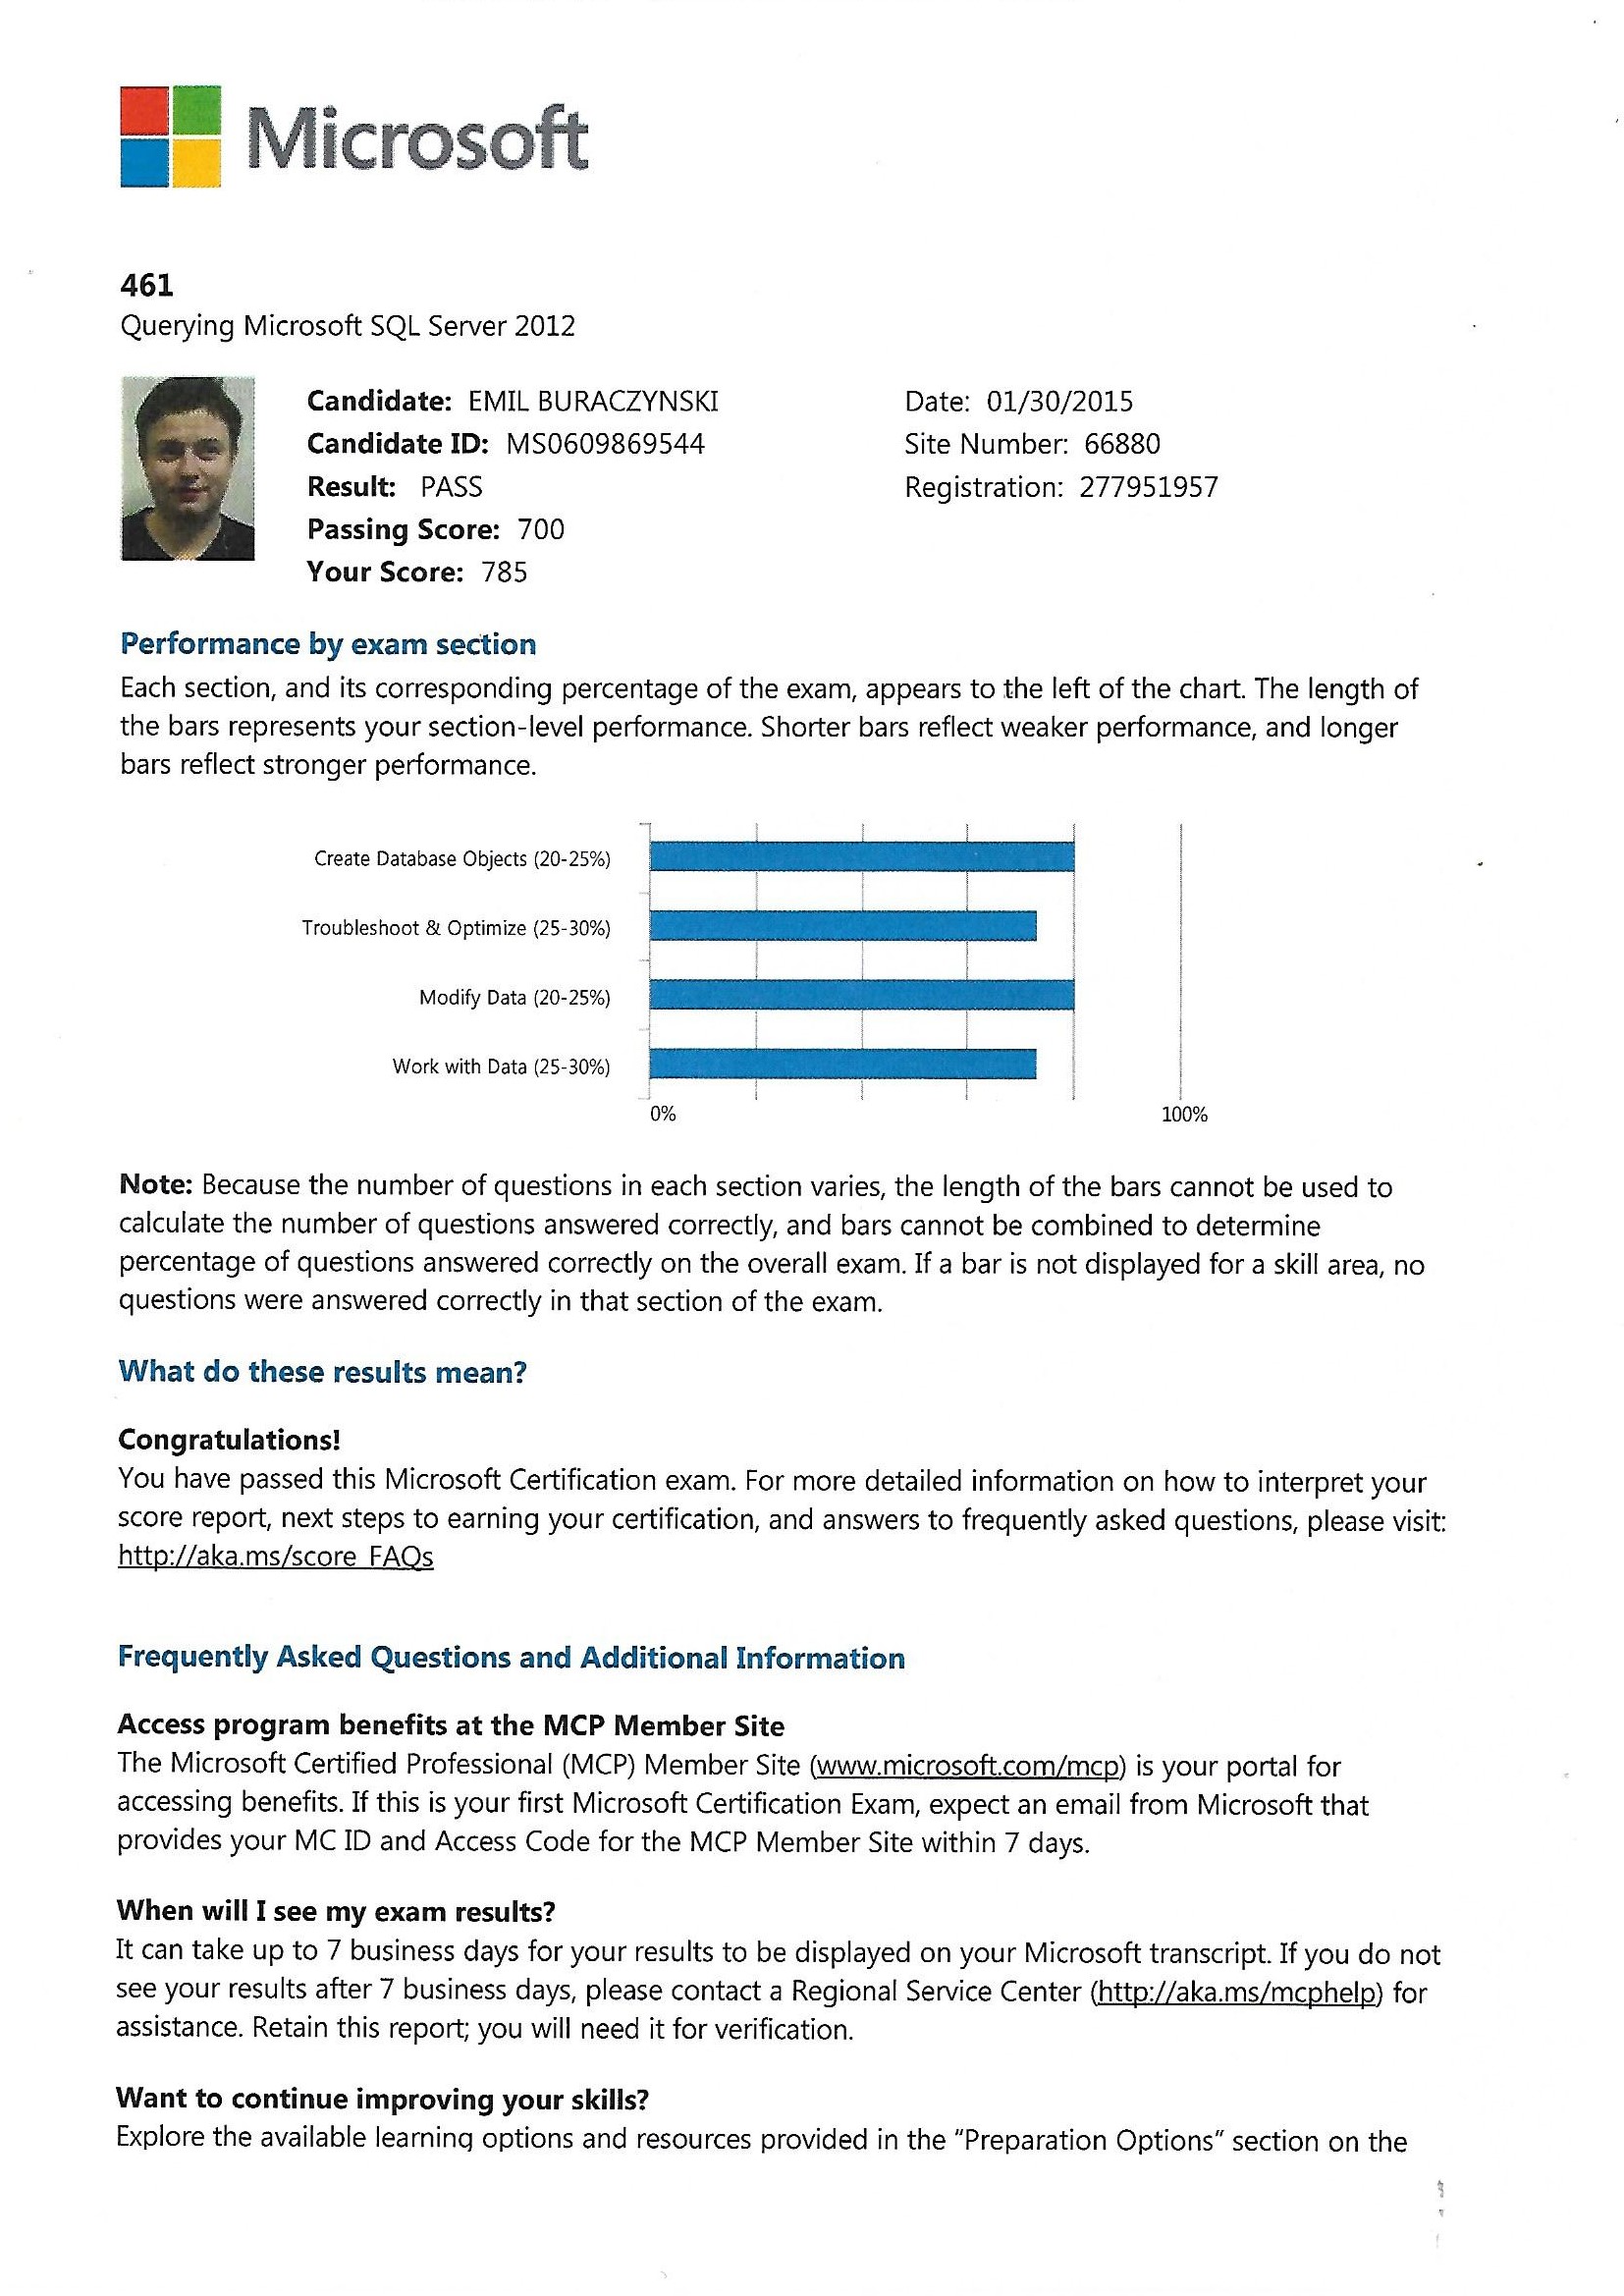 Microsoft
461
Querying Microsoft SQL Server 2012
Candidate: EMIL BURACZYNSKI
Candidate ID: MS0609869544
Result: PASS
Passing Score: 700
Your Score: 785
Date: 01/30/2015
Site Number: 66880
Registration: 277951957
Performance by exam section
Each section, and its corresponding percentage of the exam, appears to the left of the chart. The length of
the bars represents your section-level performance. Shorter bars reflect weaker performance, and longer
bars reflect stronger performance.
Create Database Objects (20-25%)
Troubleshoot & Optimize (25-30%)
Modify Data (20-25%)
Work with Data (25-30%)
0%
100%
Note: Because the number of questions in each section varies, the length of the bars cannot be used to
calculate the number of questions answered correctly, and bars cannot be combined to determine
percentage of questions answered correctly on the overall exam. If a bar is not displayed for a skill area, no
questions were answered correctly in that section of the exam.
What do these results mean?
Congratulations!
You have passed this Microsoft Certification exam. For more detailed information on how to interpret your
score report, next steps to earning your certification, and answers to frequently asked questions, please visit:
http://aka.ms/score_FAQs
Frequently Asked Questions and Additional Information
Access program benefits at the MCP Member Site
The Microsoft Certified Professional (MCP) Member Site (www.microsoft.com/mcp) is your portal for
accessing benefits. If this is your first Microsoft Certification Exam, expect an email from Microsoft that
provides your MC ID and Access Code for the MCP Member Site within 7 days.
When will I see my exam results?
It can take up to 7 business days for your results to be displayed on your Microsoft transcript. If you do not
see your results after 7 business days, please contact a Regional Service Center (http://aka.ms/mcphelp) for
assistance. Retain this report; you will need it for verification.
Want to continue improving your skills?
Explore the available learning options and resources provided in the "Preparation Options" section on the